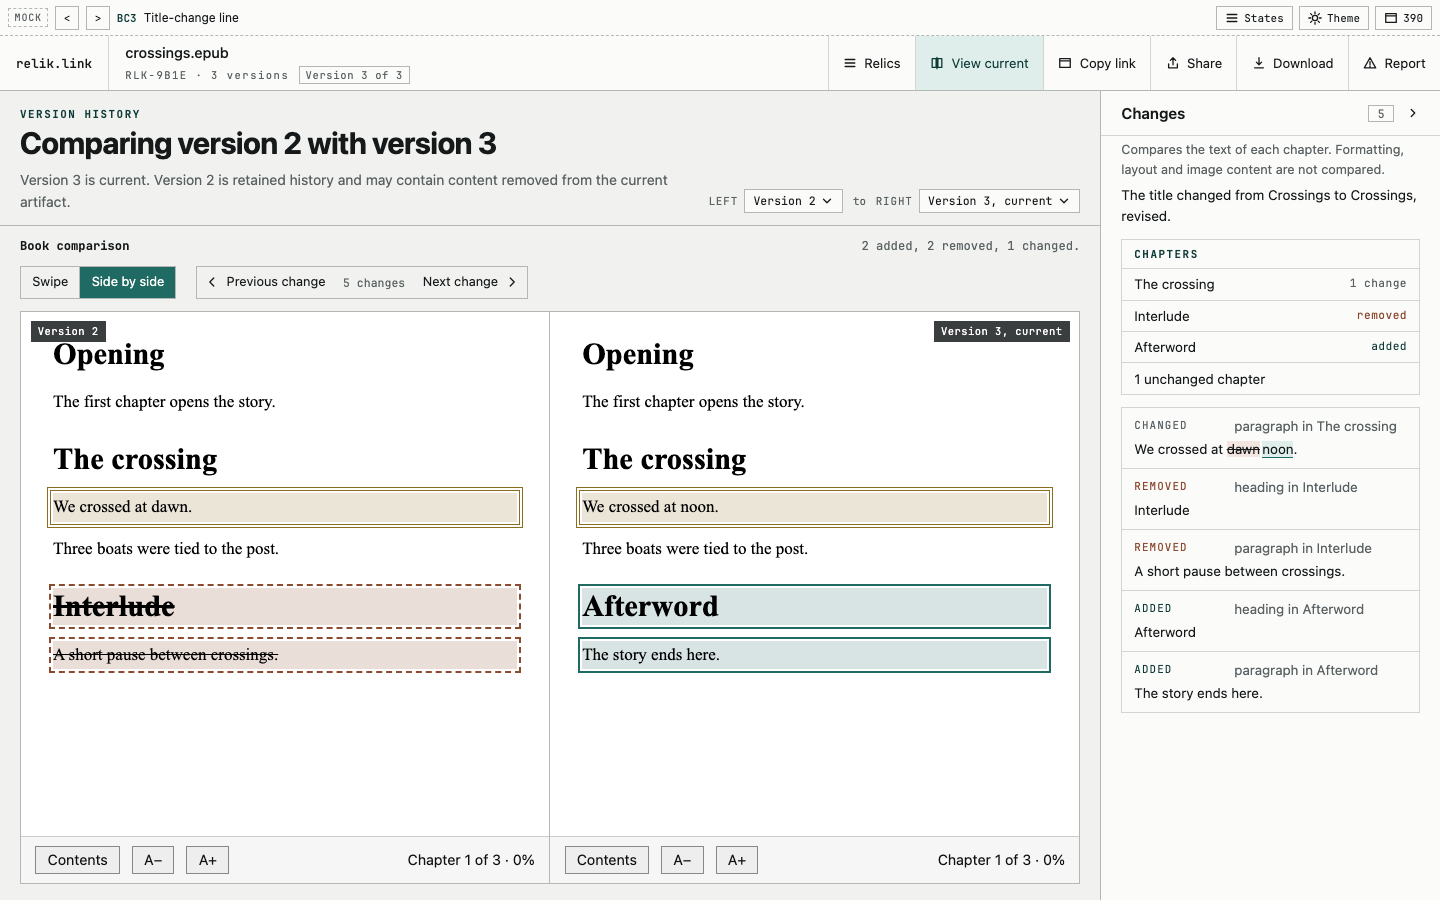 MOCK < > BC3 Title-change line States Theme 390
relik.link
crossings.epub
RLK-9B1E · 3 versions Version 3 of 3
Relics View current Copy link Share Download Report
VERSION HISTORY
Comparing version 2 with version 3
Version 3 is current. Version 2 is retained history and may contain content removed from the current
artifact.
LEFT Version 2 to RIGHT Version 3, current
Book comparison
2 added, 2 removed, 1 changed.
Swipe Side by side Previous change 5 changes Next change
Version 2
Opening
The first chapter opens the story.
The crossing
We crossed at dawn.
Three boats were tied to the post.
Interlude
A short pause between crossings.
Contents A− A+ Chapter 1 of 3 · 0%
Version 3, current
Opening
The first chapter opens the story.
The crossing
We crossed at noon.
Three boats were tied to the post.
Afterword
The story ends here.
Contents A− A+ Chapter 1 of 3 · 0%
Changes 5
Compares the text of each chapter. Formatting,
layout and image content are not compared.
The title changed from Crossings to Crossings,
revised.
CHAPTERS
The crossing 1 change
Interlude removed
Afterword added
1 unchanged chapter
CHANGED paragraph in The crossing
We crossed at dawn noon.
REMOVED heading in Interlude
Interlude
REMOVED paragraph in Interlude
A short pause between crossings.
ADDED heading in Afterword
Afterword
ADDED paragraph in Afterword
The story ends here.